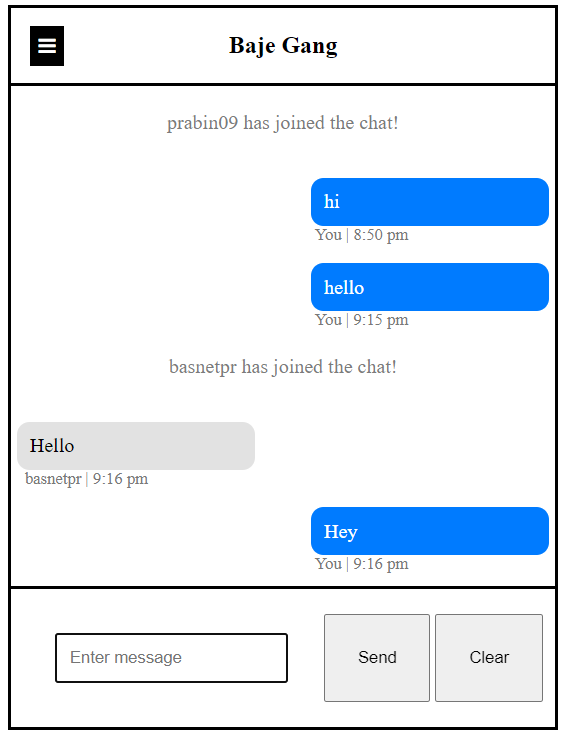 Baje Gang
prabin09 has joined the chat!
hi
You | 8:50 pm
hello
You | 9:15 pm
basnetpr has joined the chat!
Hello
basnetpr | 9:16 pm
Hey
You | 9:16 pm
Enter message
Send
Clear